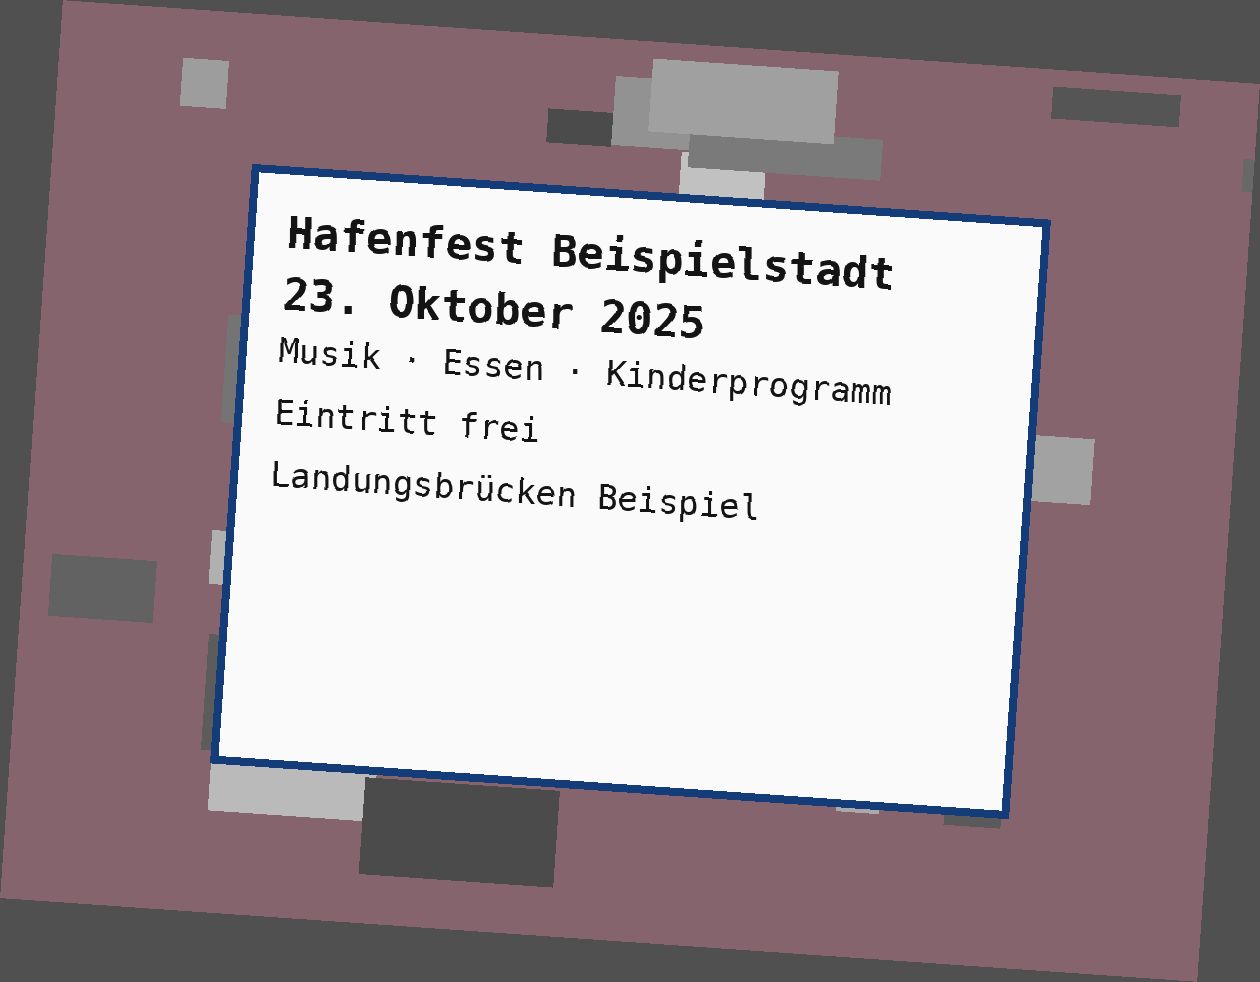 Hafenfest Beispielstadt
23. Oktober 2025
Musik · Essen · Kinderprogramm
Eintritt frei
Landungsbrücken Beispiel